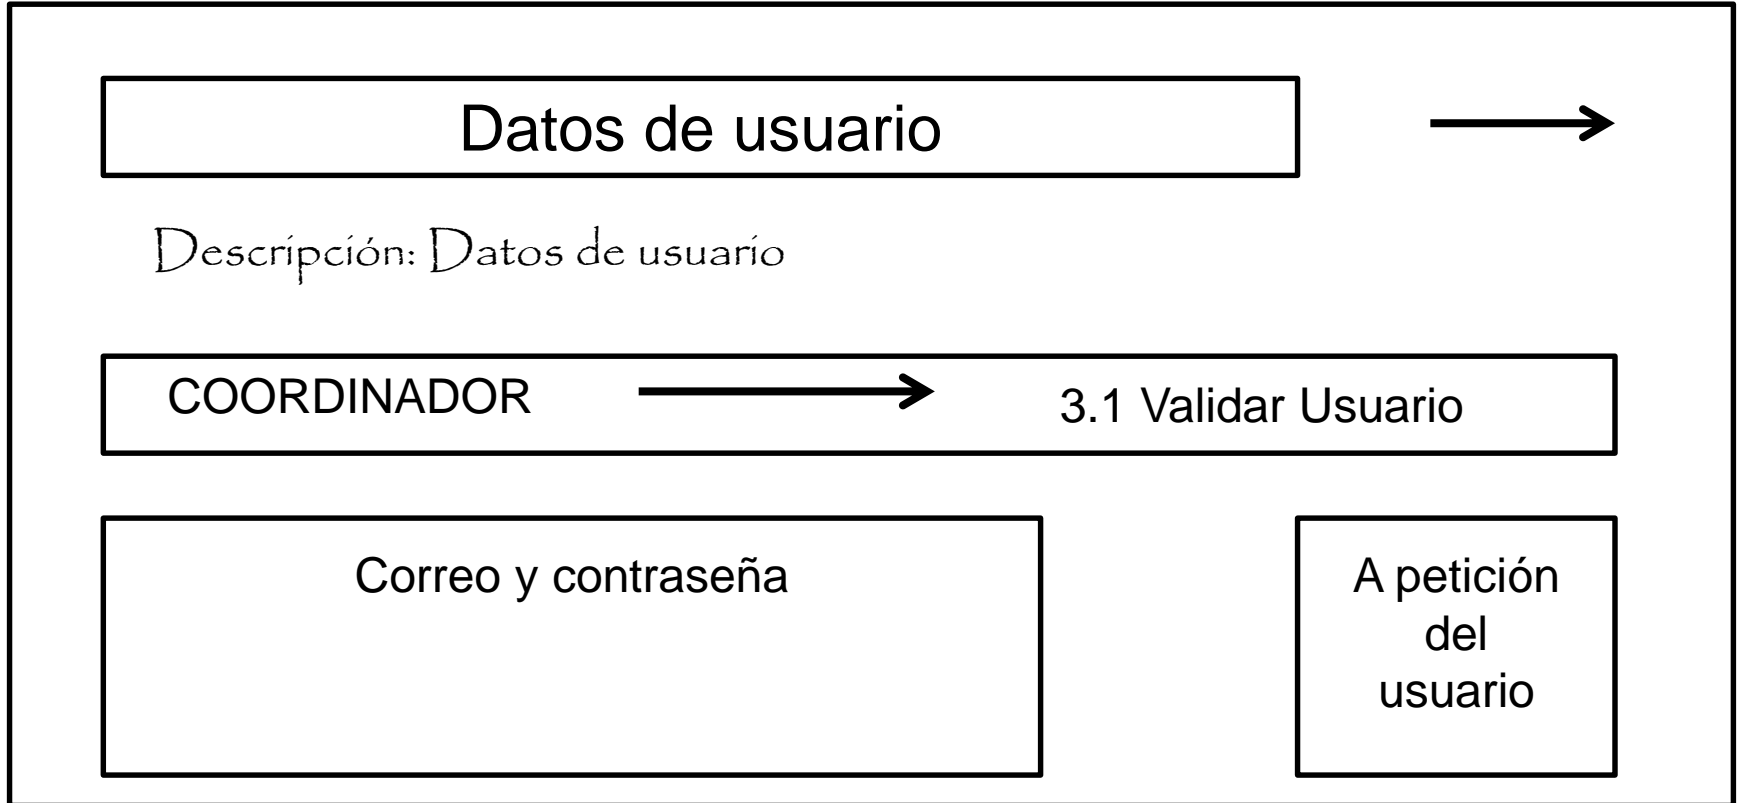 Datos de usuario
Descripción: Datos de usuario
COORDINADOR
3.1 Validar Usuario
Correo y contraseña
A petición
del
usuario